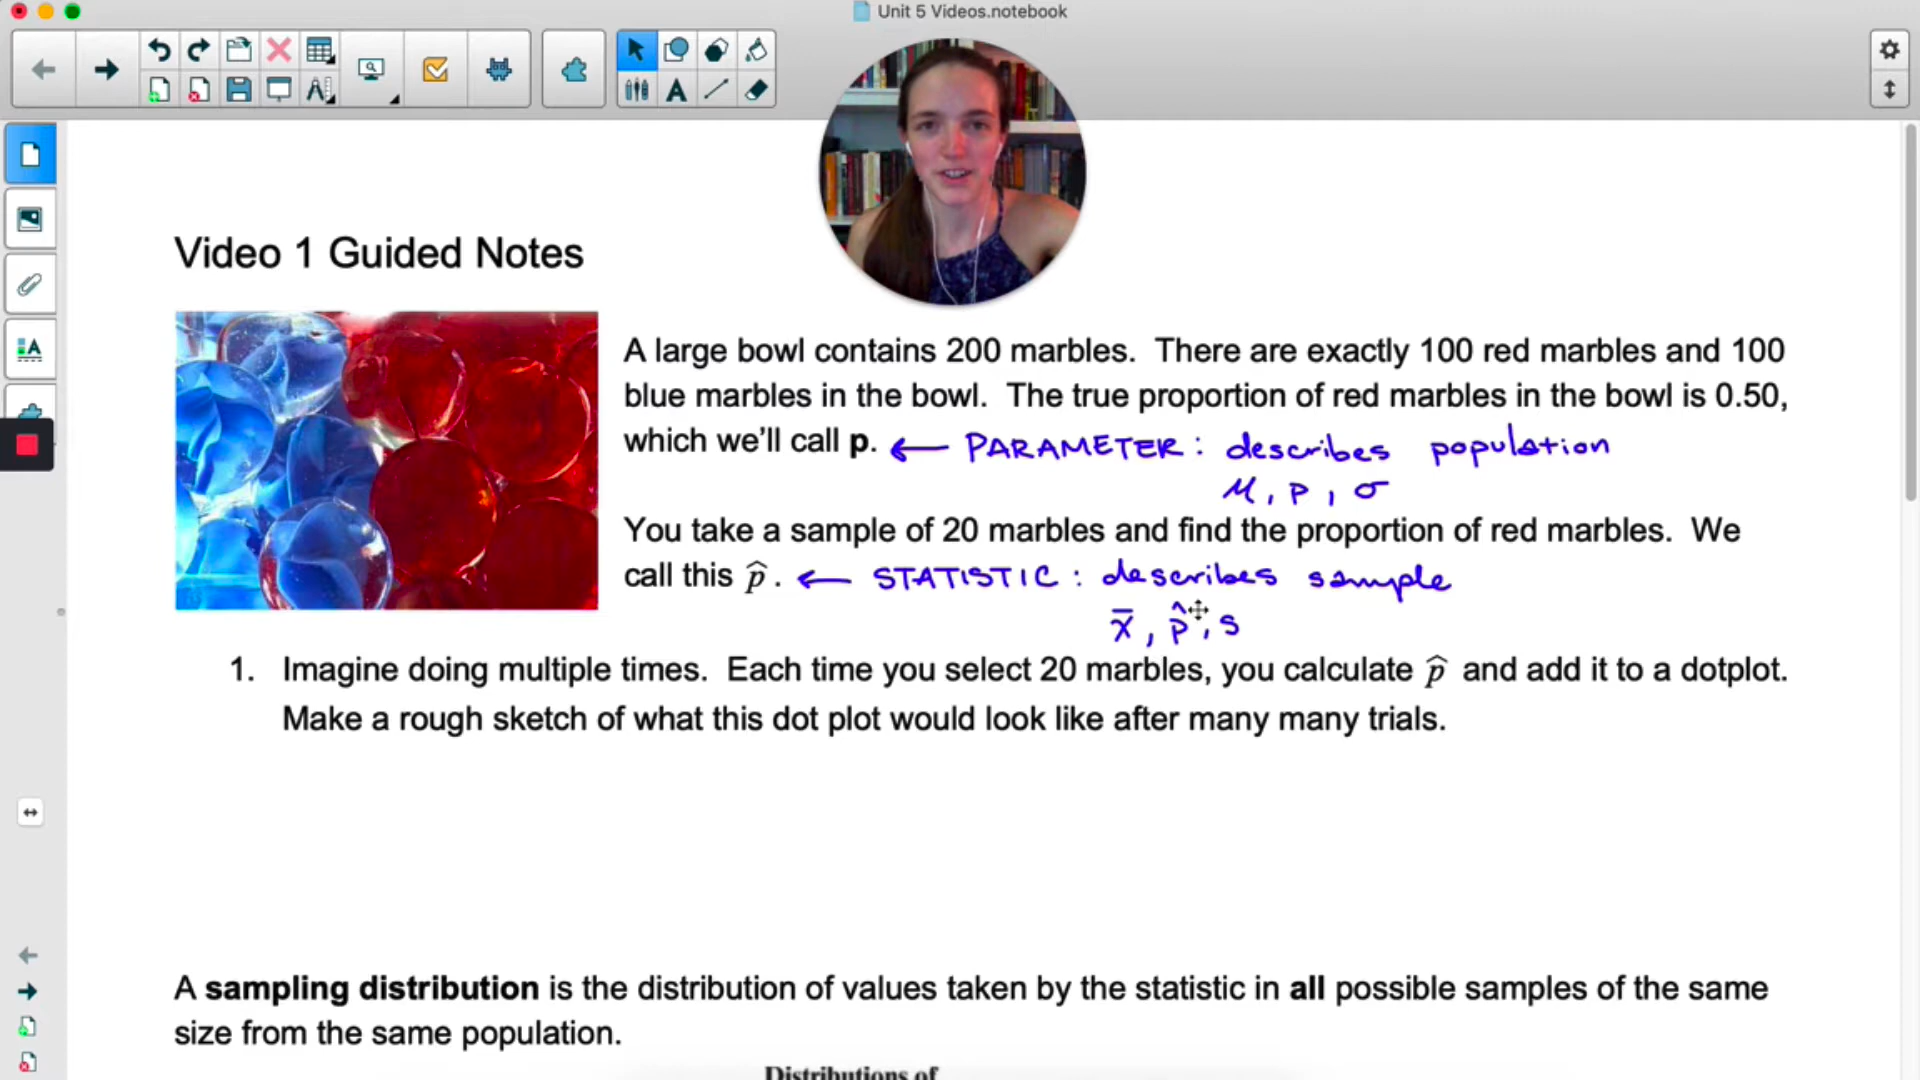 Unit 5 Videos.notebook
Video 1 Guided Notes
A large bowl contains 200 marbles. There are exactly 100 red marbles and 100
blue marbles in the bowl. The true proportion of red marbles in the bowl is 0.50,
which we'll call p. ← PARAMETER: describes population
μ, p, σ
You take a sample of 20 marbles and find the proportion of red marbles. We
call this p̂. ← STATISTIC: describes sample
x̄, p̂, s
1. Imagine doing multiple times. Each time you select 20 marbles, you calculate p̂ and add it to a dotplot.
Make a rough sketch of what this dot plot would look like after many many trials.
A sampling distribution is the distribution of values taken by the statistic in all possible samples of the same
size from the same population.
Distributions of